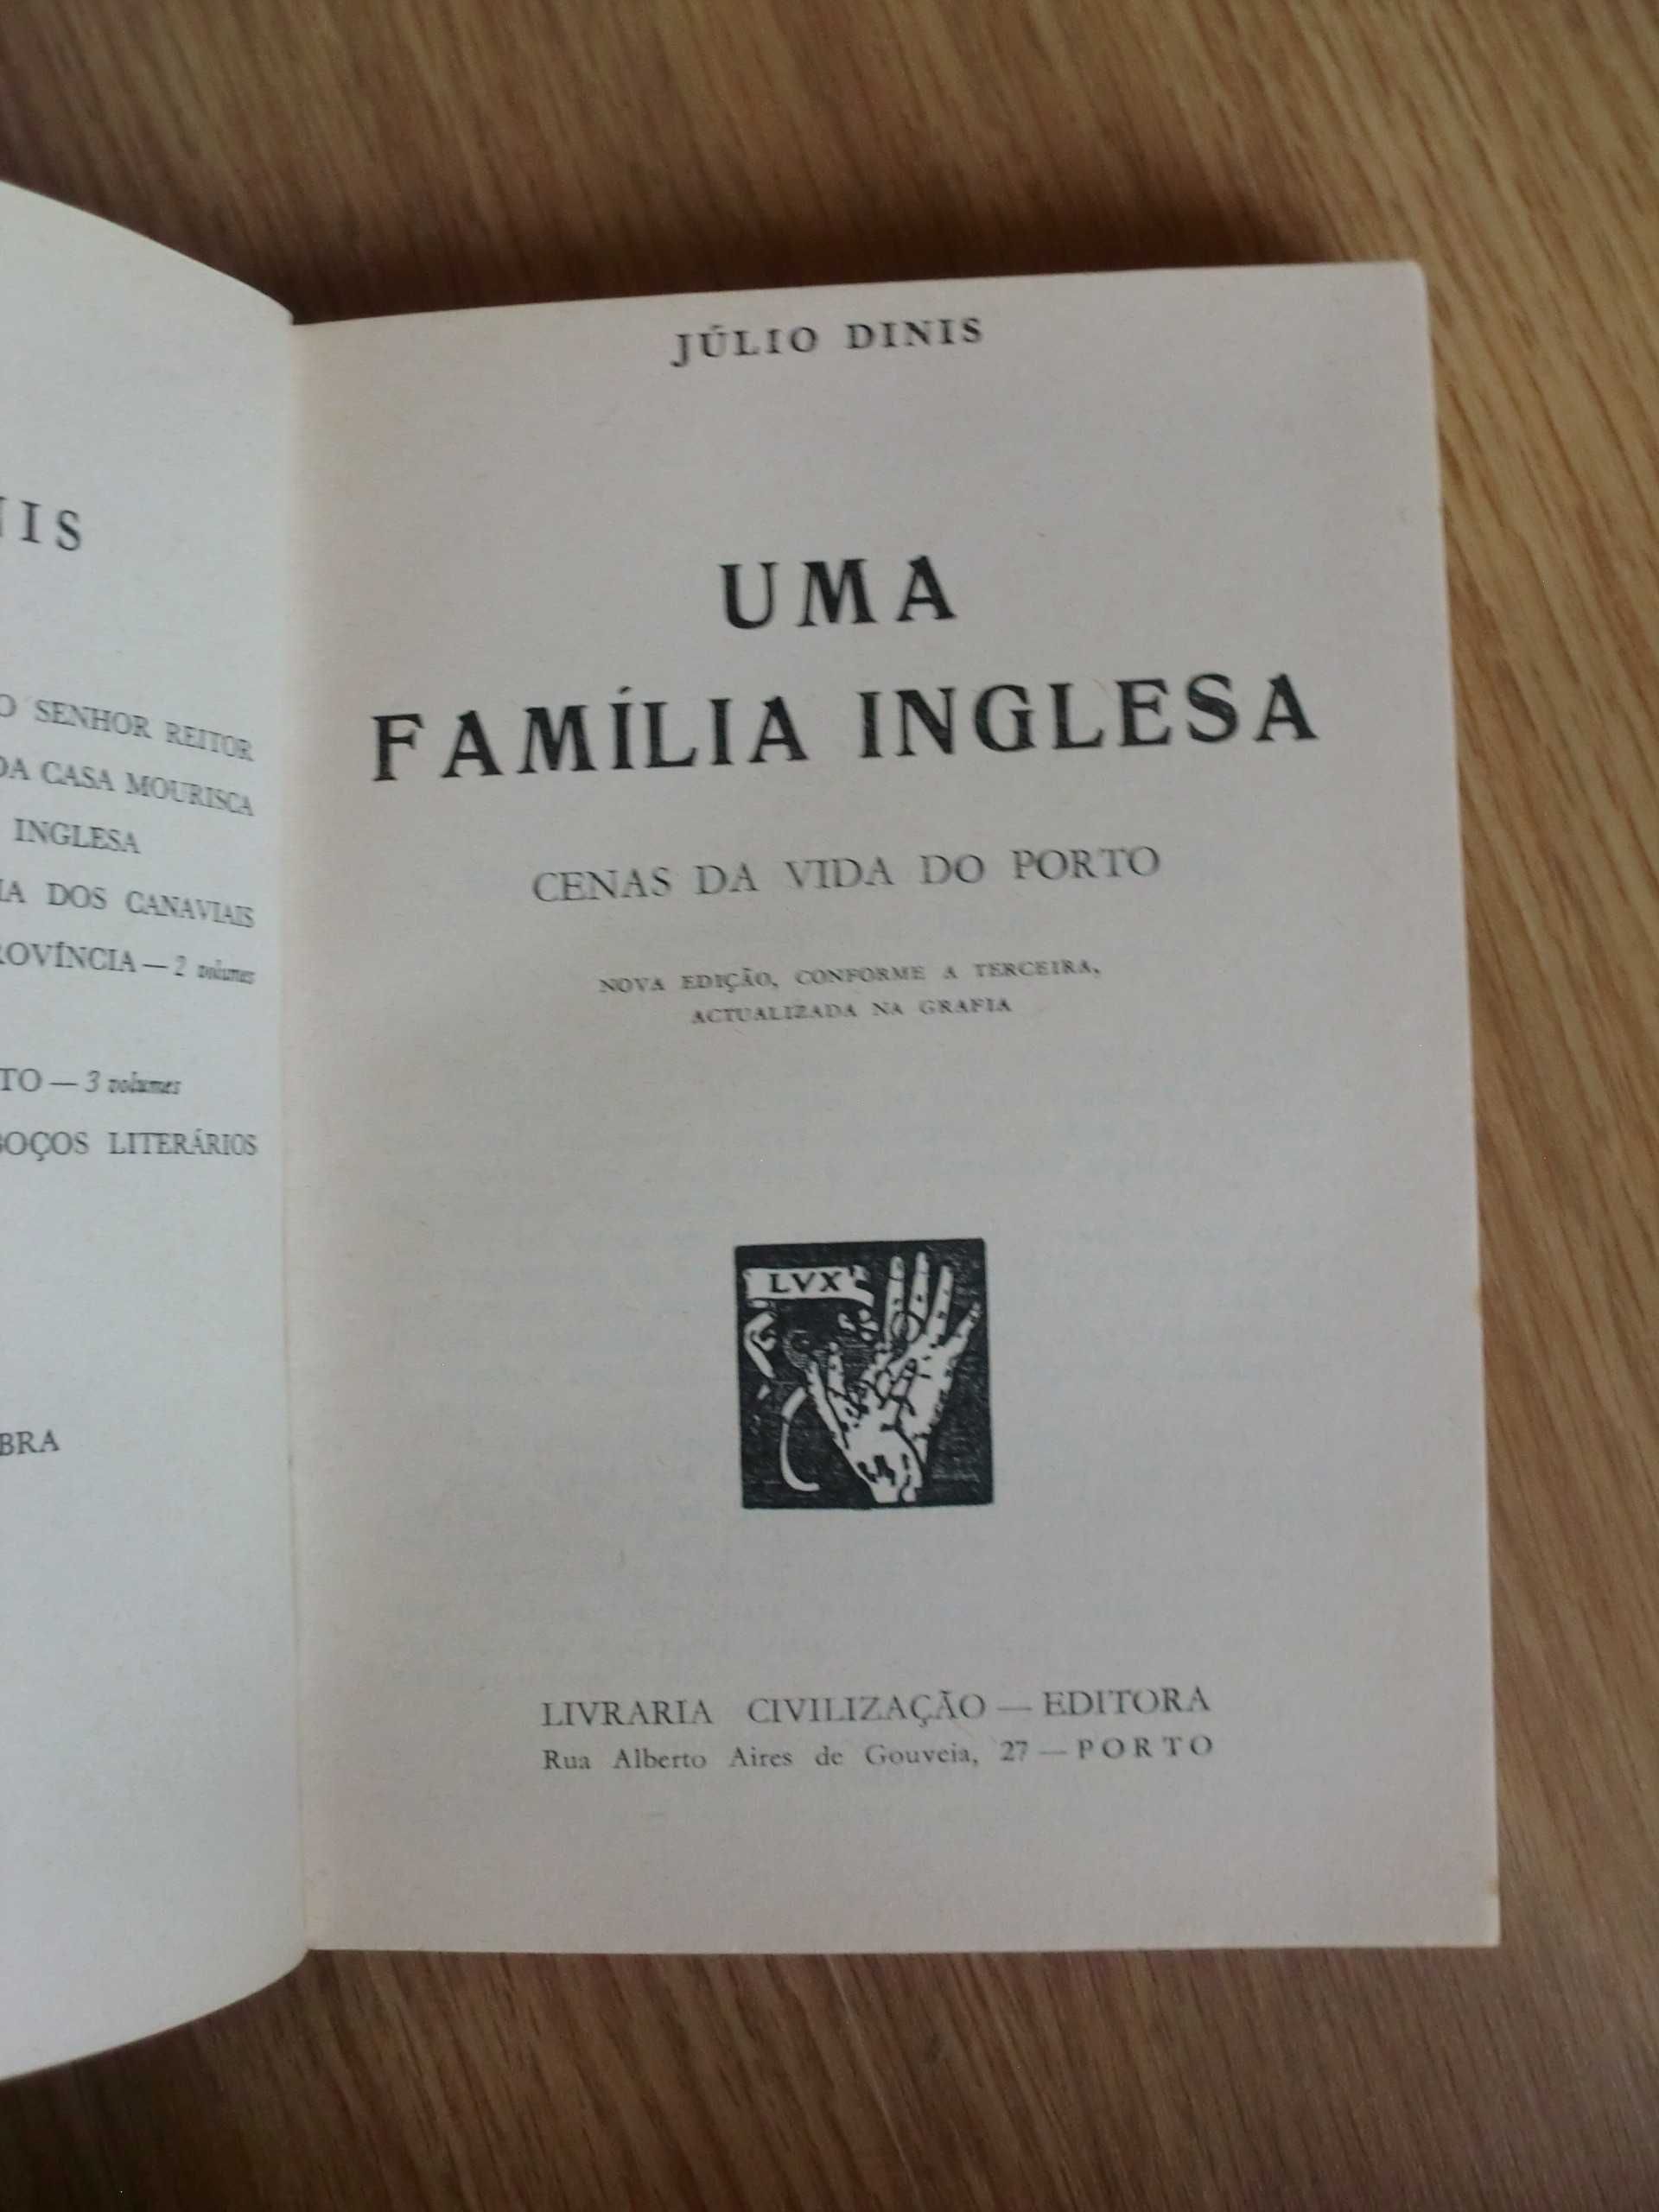 NIS
O SENHOR REITOR
DA CASA MOURISCA
INGLESA
DOS CANAVIAIS
PROVÍNCIA — 2 volumes
TO — 3 volumes
BOÇOS LITERÁRIOS
BRA
JÚLIO DINIS
UMA
FAMÍLIA INGLESA
CENAS DA VIDA DO PORTO
NOVA EDIÇÃO, CONFORME A TERCEIRA,
ACTUALIZADA NA GRAFIA
LVX
LIVRARIA CIVILIZAÇÃO — EDITORA
Rua Alberto Aires de Gouveia, 27 — PORTO